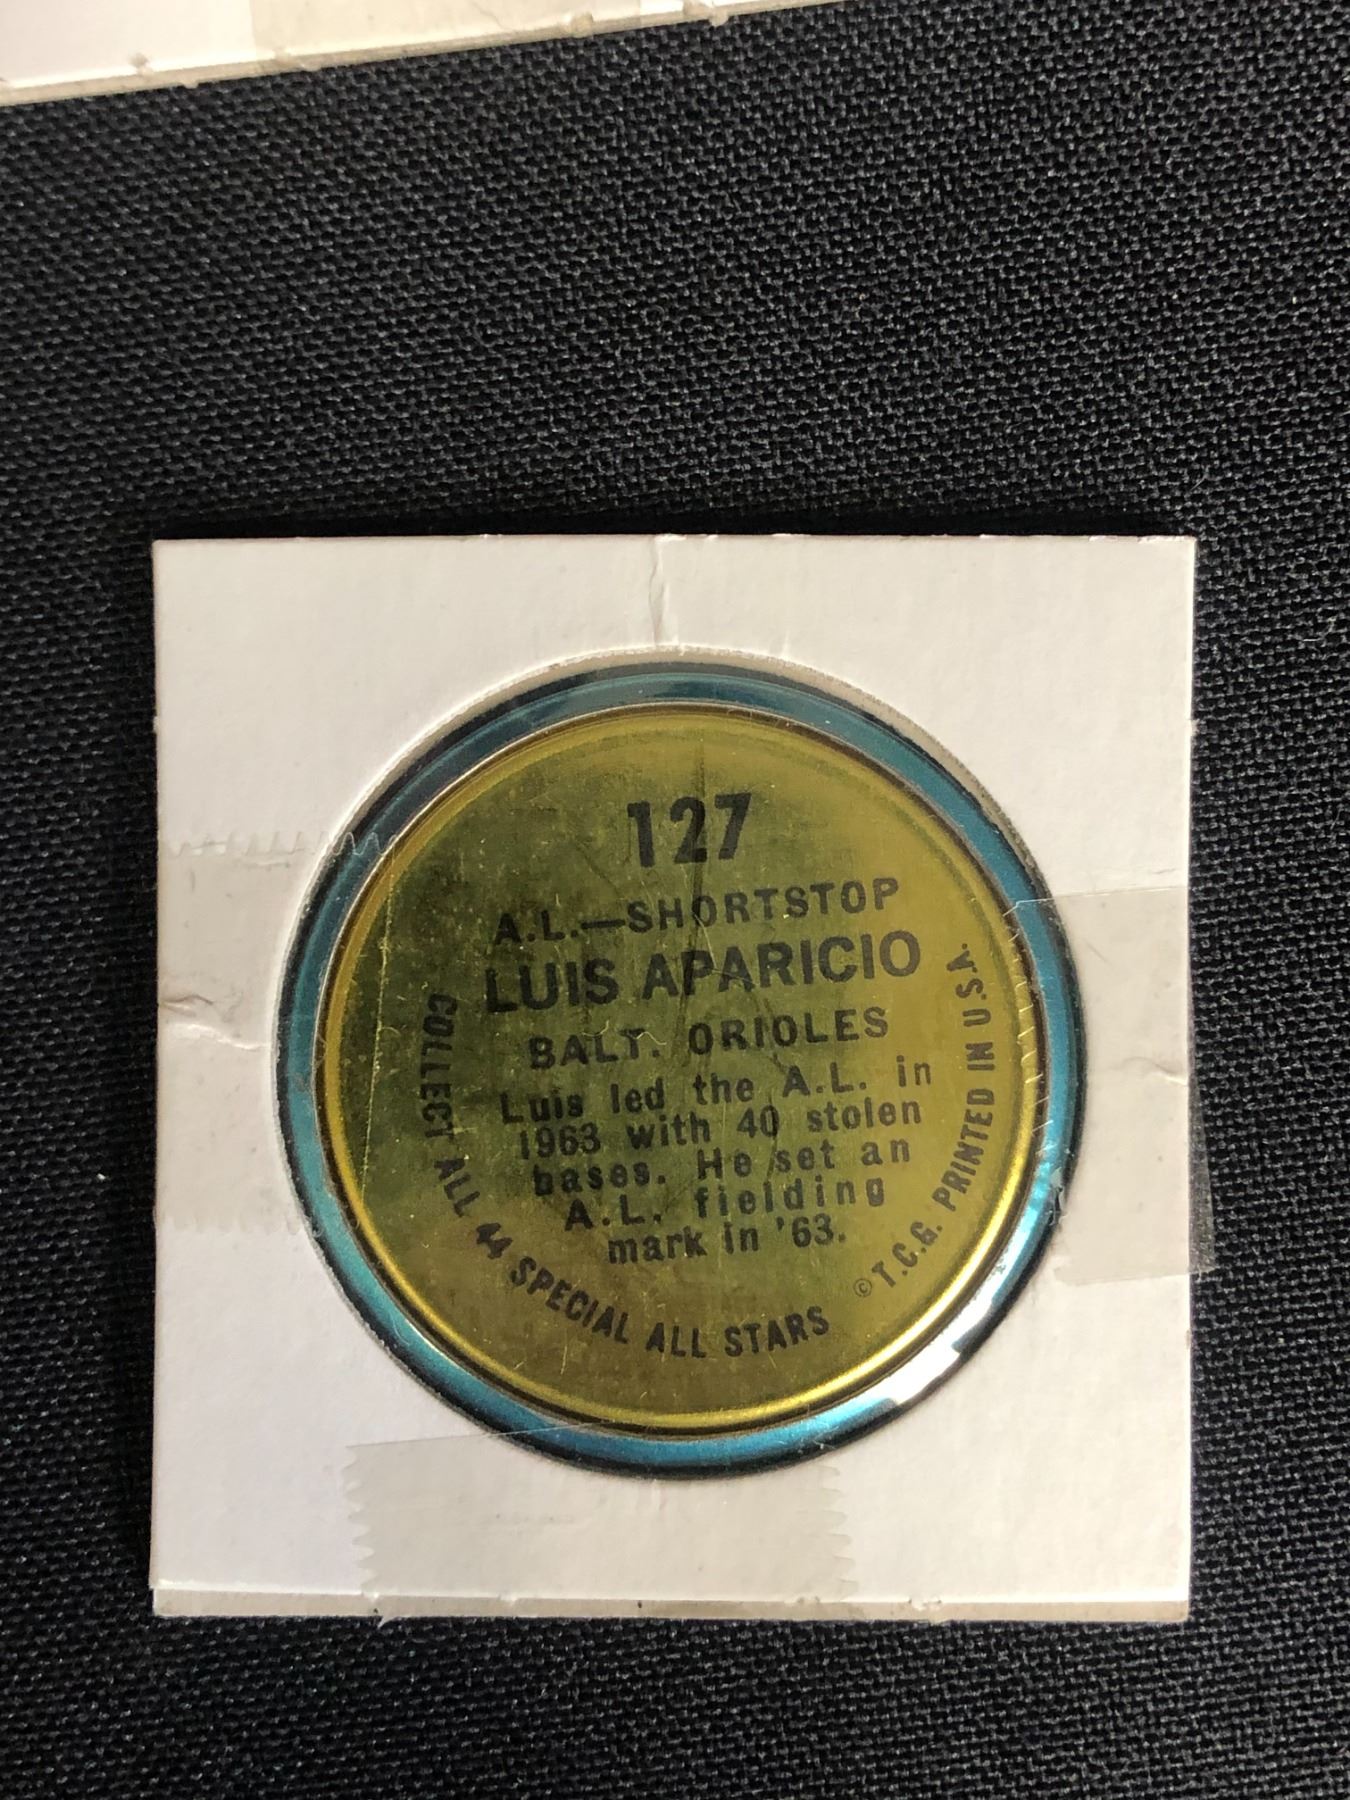 127
A.L.—SHORTSTOP
LUIS APARICIO
BALT. ORIOLES
Luis led the A.L. in
1963 with 40 stolen
bases. He set an
A.L. fielding
mark in '63.
COLLECT ALL 44 SPECIAL ALL STARS
© T.C.G. PRINTED IN U.S.A.